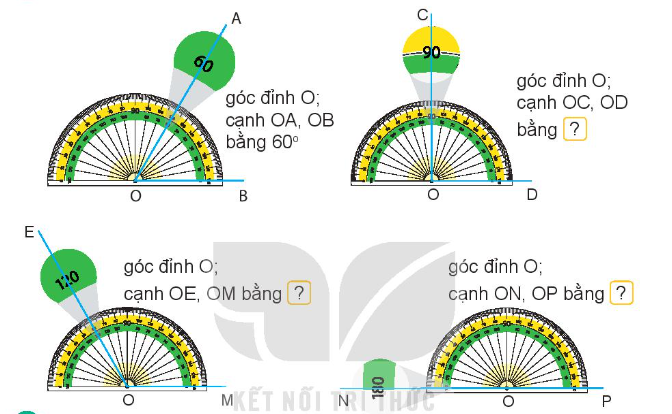 A
60
góc đỉnh O;
cạnh OA, OB
bằng 60°
O
B
C
90
góc đỉnh O;
cạnh OC, OD
bằng ?
O
D
E
120
góc đỉnh O;
cạnh OE, OM bằng ?
O
M
góc đỉnh O;
cạnh ON, OP bằng ?
180
N
O
P
KẾT NỐI TRI THỨC